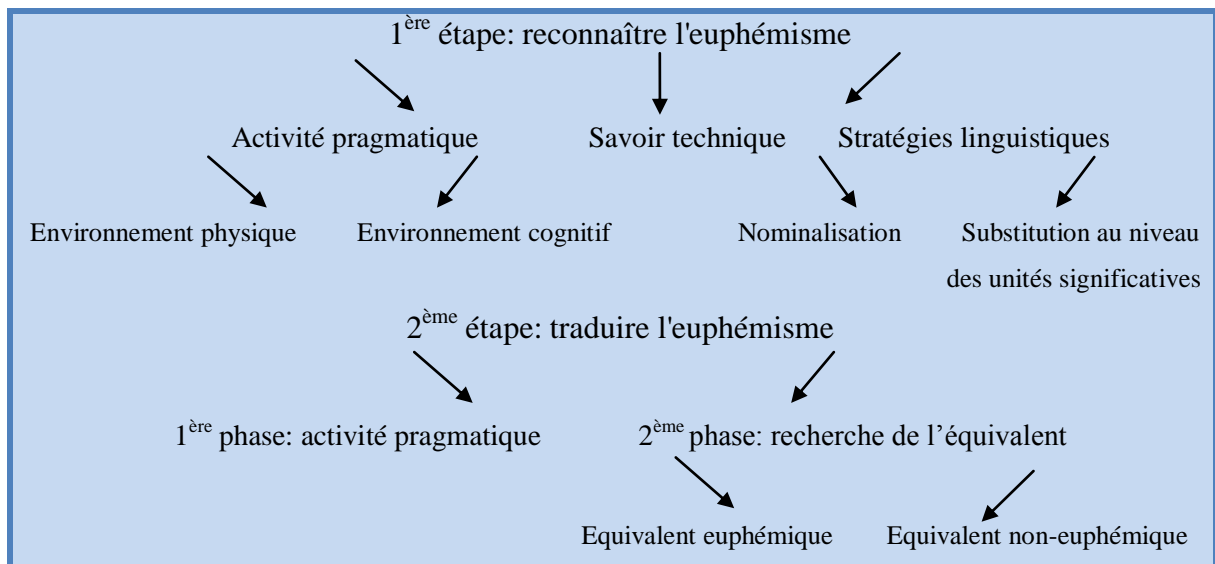 1ère étape: reconnaître l'euphémisme
Activité pragmatique Savoir technique Stratégies linguistiques
Environnement physique Environnement cognitif Nominalisation Substitution au niveau
des unités significatives
2ème étape: traduire l'euphémisme
1ère phase: activité pragmatique 2ème phase: recherche de l’équivalent
Equivalent euphémique Equivalent non-euphémique